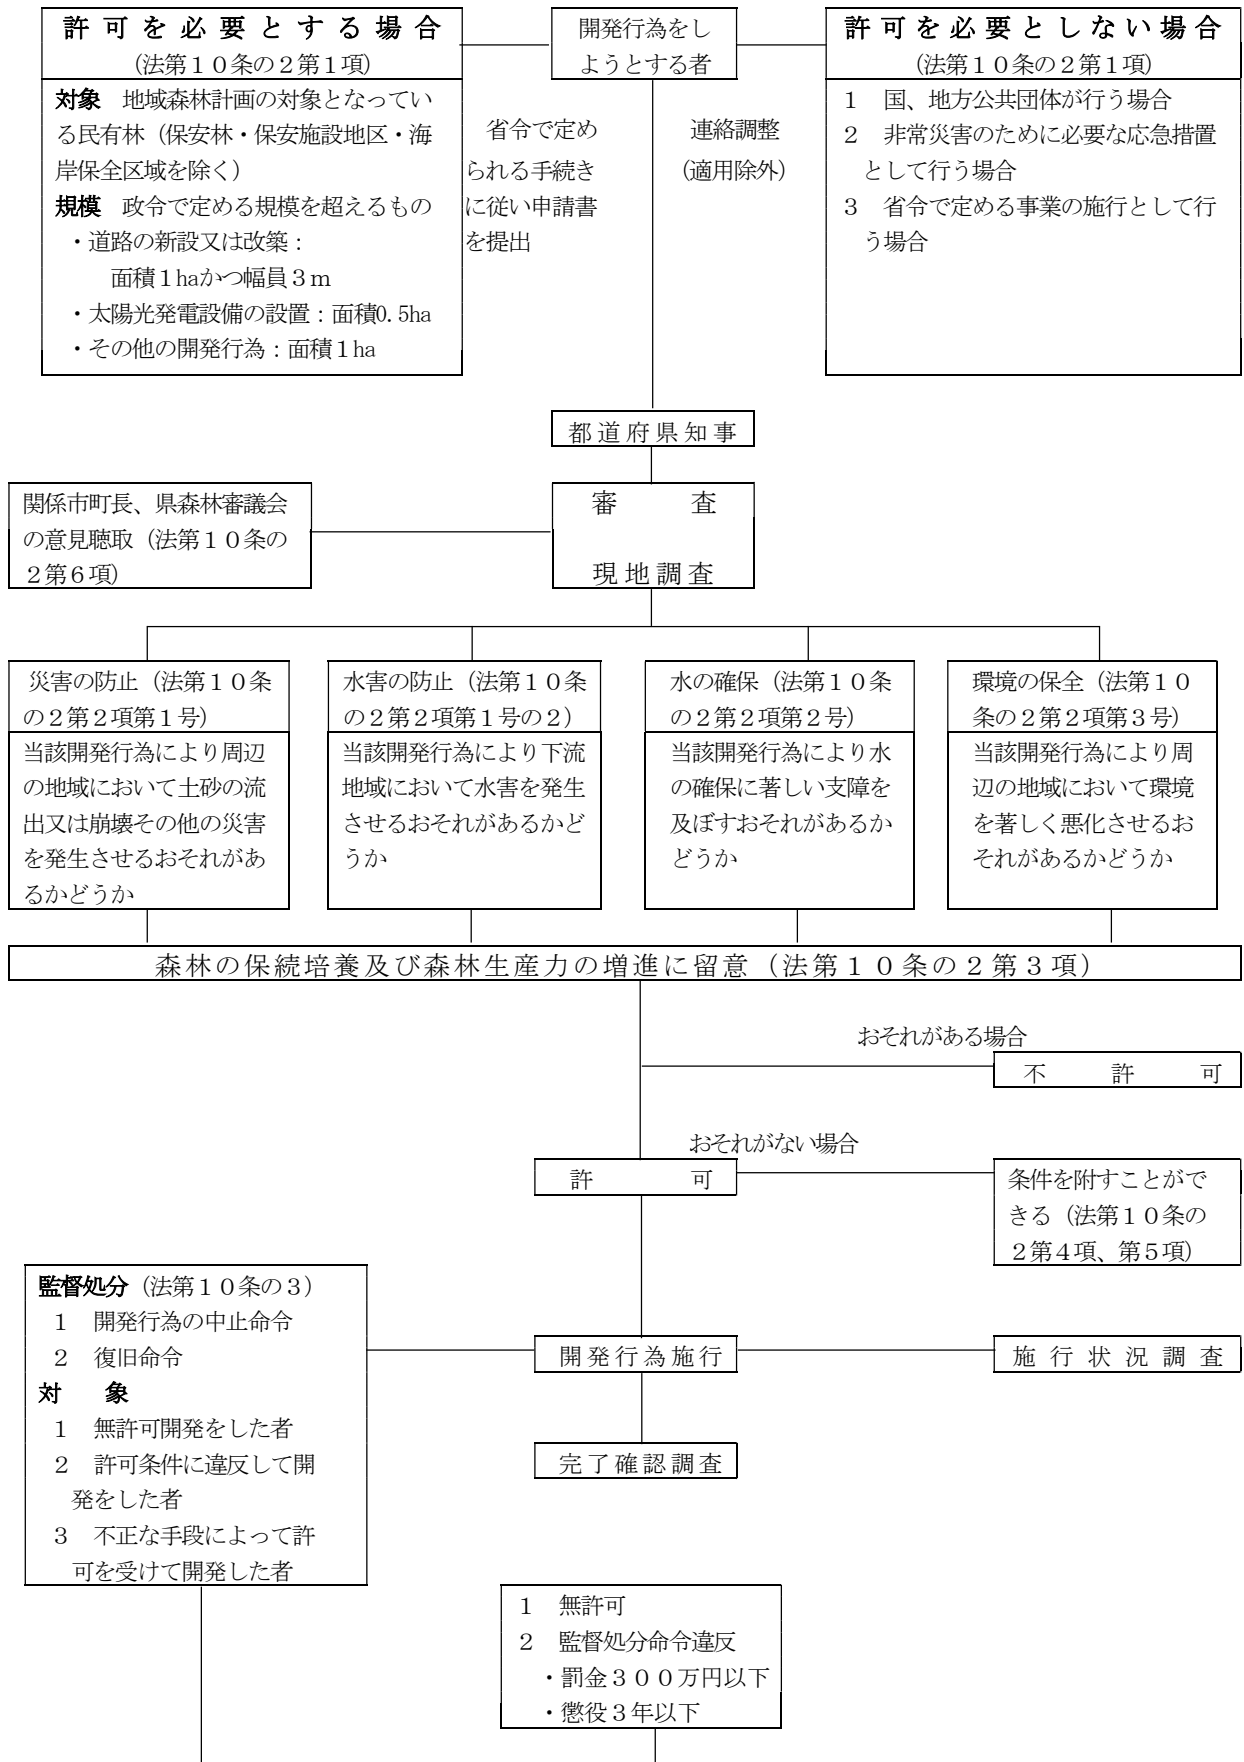 許可を必要とする場合
(法第１０条の２第１項)
対象　地域森林計画の対象となってい
る民有林（保安林・保安施設地区・海
岸保全区域を除く）
規模　政令で定める規模を超えるもの
・道路の新設又は改築：
面積１haかつ幅員３ｍ
・太陽光発電設備の設置：面積0.5ha
・その他の開発行為：面積１ha
開発行為をし
ようとする者
省令で定め
られる手続き
に従い申請書
を提出
連絡調整
（適用除外）
許可を必要としない場合
(法第１０条の２第１項)
１　国、地方公共団体が行う場合
２　非常災害のために必要な応急措置
として行う場合
３　省令で定める事業の施行として行
う場合
都道府県知事
関係市町長、県森林審議会
の意見聴取（法第１０条の
２第６項）
審　　査
現地調査
災害の防止（法第１０条
の２第２項第１号）
当該開発行為により周辺
の地域において土砂の流
出又は崩壊その他の災害
を発生させるおそれがあ
るかどうか
水害の防止（法第１０条
の２第２項第１号の２）
当該開発行為により下流
地域において水害を発生
させるおそれがあるかど
うか
水の確保（法第１０条
の２第２項第２号）
当該開発行為により水
の確保に著しい支障を
及ぼすおそれがあるか
どうか
環境の保全（法第１０
条の２第２項第３号）
当該開発行為により周
辺の地域において環境
を著しく悪化させるお
それがあるかどうか
森林の保続培養及び森林生産力の増進に留意（法第１０条の２第３項）
おそれがある場合
不　許　可
おそれがない場合
許　　可
条件を附すことがで
きる（法第１０条の
２第４項、第５項）
監督処分（法第１０条の３）
１　開発行為の中止命令
２　復旧命令
対　象
１　無許可開発をした者
２　許可条件に違反して開
発をした者
３　不正な手段によって許
可を受けて開発した者
開発行為施行
施行状況調査
完了確認調査
１　無許可
２　監督処分命令違反
・罰金３００万円以下
・懲役３年以下